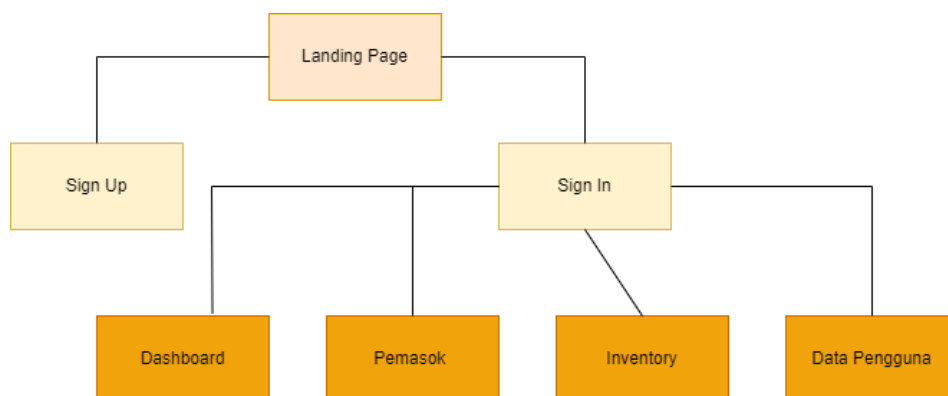 Landing Page
Sign Up
Sign In
Dashboard
Pemasok
Inventory
Data Pengguna